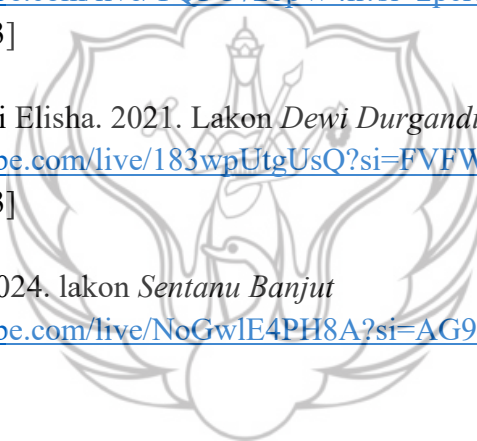 3]
i Elisha. 2021. Lakon Dewi Durgandi
be.com/live/183wpUtgUsQ?si=FVFW
3]
024. lakon Sentanu Banjut
be.com/live/NoGwlE4PH8A?si=AG9